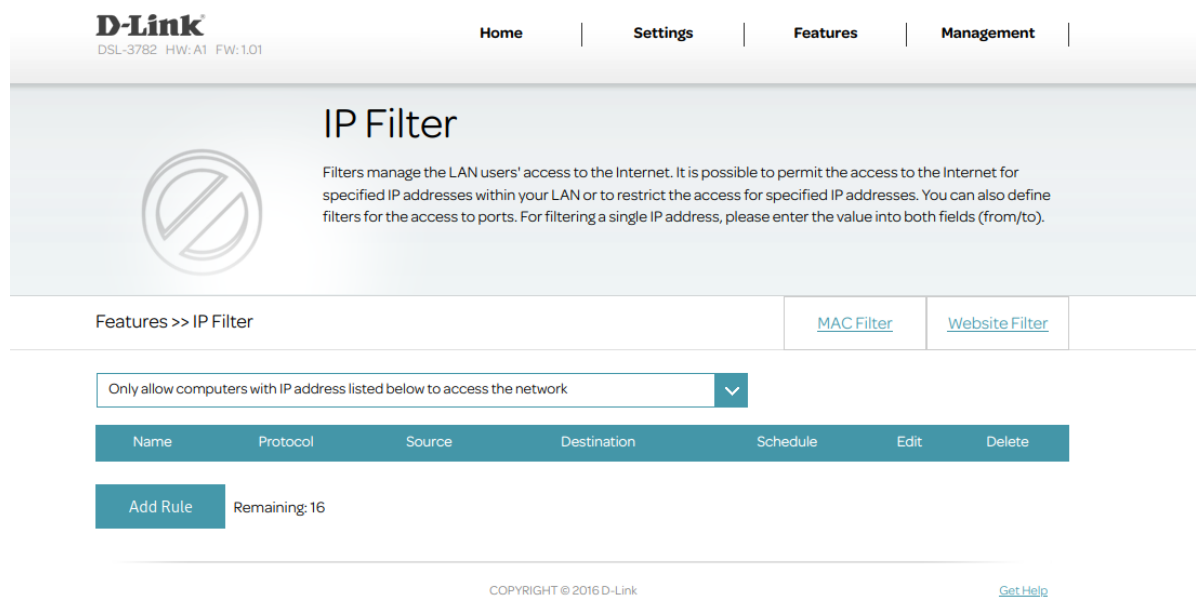 D-Link
DSL-3782 HW: A1 FW: 1.01
Home Settings Features Management
IP Filter
Filters manage the LAN users' access to the Internet. It is possible to permit the access to the Internet for
specified IP addresses within your LAN or to restrict the access for specified IP addresses. You can also define
filters for the access to ports. For filtering a single IP address, please enter the value into both fields (from/to).
Features >> IP Filter
MAC Filter Website Filter
Only allow computers with IP address listed below to access the network
Name Protocol Source Destination Schedule Edit Delete
Add Rule Remaining: 16
COPYRIGHT © 2016 D-Link Get Help